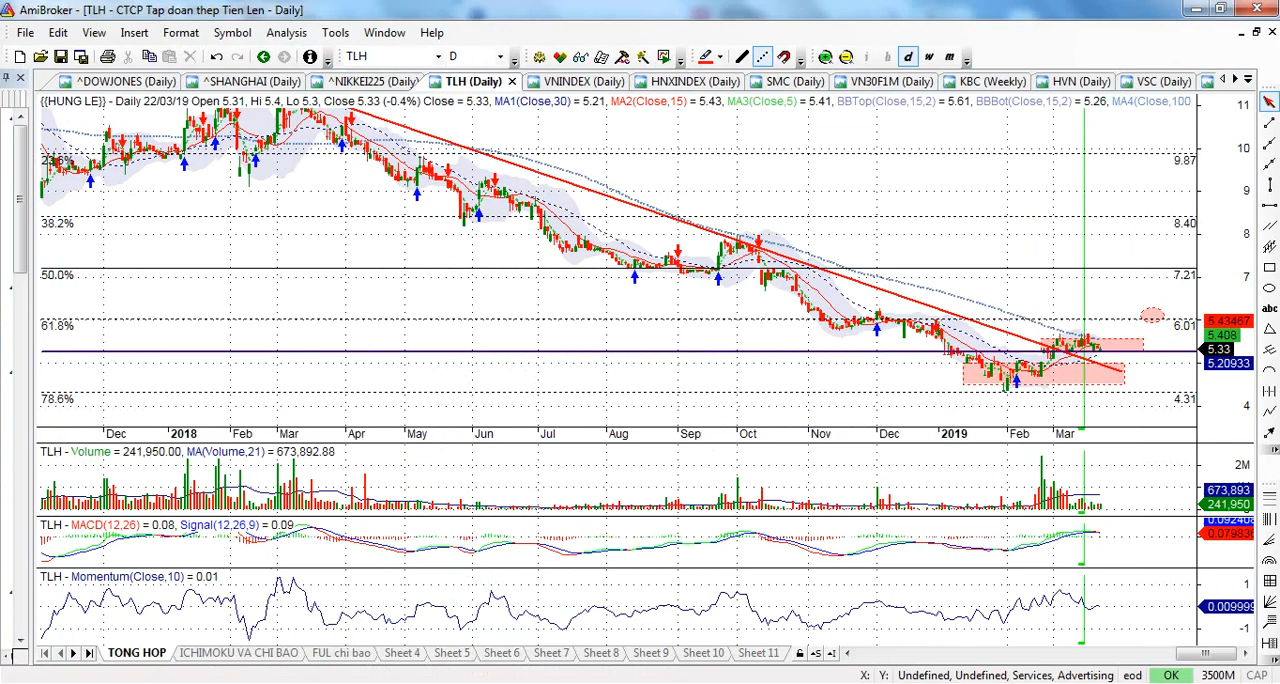 AmiBroker - [TLH - CTCP Tap doan thep Tien Len - Daily]
File Edit View Insert Format Symbol Analysis Tools Window Help
TLH D d w m
^DOWJONES (Daily) ^SHANGHAI (Daily) ^NIKKEI225 (Daily) TLH (Daily) VNINDEX (Daily) HNXINDEX (Daily) SMC (Daily) VN30F1M (Daily) KBC (Weekly) HVN (Daily) VSC (Daily)
{{HUNG LE}} - Daily 22/03/19 Open 5.31, Hi 5.4, Lo 5.3, Close 5.33 (-0.4%) Close = 5.33, MA1(Close,30) = 5.21, MA2(Close,15) = 5.43, MA3(Close,5) = 5.41, BBTop(Close,15,2) = 5.61, BBBot(Close,15,2) = 5.26, MA4(Close,100
11
10
23.6% 9.87
9
38.2% 8.40
8
50.0% 7.21
7
61.8% 6.01
5.43467
5.408
5.33
5.20933
78.6% 4.31
4
Dec 2018 Feb Mar Apr May Jun Jul Aug Sep Oct Nov Dec 2019 Feb Mar
TLH - Volume = 241,950.00, MA(Volume,21) = 673,892.88
2M
673,893
241,950
TLH - MACD(12,26) = 0.08, Signal(12,26,9) = 0.09
TLH - Momentum(Close,10) = 0.01
1
0.009999
-1
TONG HOP ICHIMOKU VA CHI BAO FUL chi bao Sheet 4 Sheet 5 Sheet 6 Sheet 7 Sheet 8 Sheet 9 Sheet 10 Sheet 11
X: Y: Undefined, Undefined, Services, Advertising eod OK 3500M CAP
abc